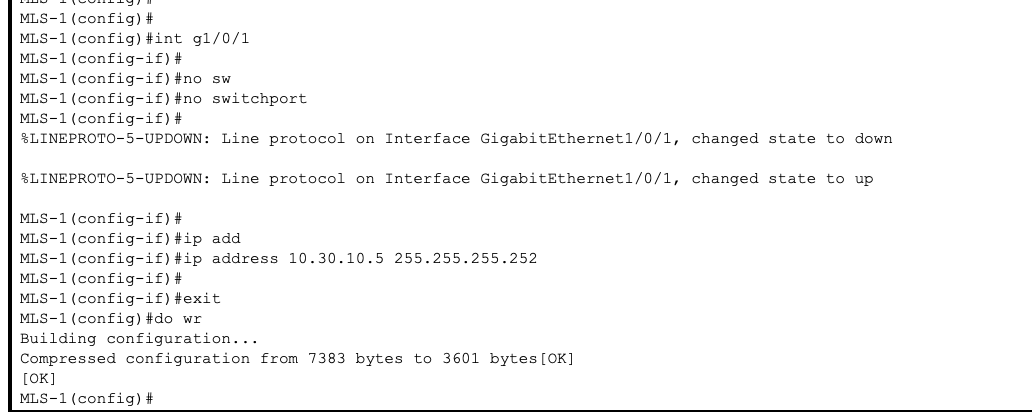 MLS-1(config)#
MLS-1(config)#
MLS-1(config)#int g1/0/1
MLS-1(config-if)#
MLS-1(config-if)#no sw
MLS-1(config-if)#no switchport
MLS-1(config-if)#
%LINEPROTO-5-UPDOWN: Line protocol on Interface GigabitEthernet1/0/1, changed state to down
%LINEPROTO-5-UPDOWN: Line protocol on Interface GigabitEthernet1/0/1, changed state to up
MLS-1(config-if)#
MLS-1(config-if)#ip add
MLS-1(config-if)#ip address 10.30.10.5 255.255.255.252
MLS-1(config-if)#
MLS-1(config-if)#exit
MLS-1(config)#do wr
Building configuration...
Compressed configuration from 7383 bytes to 3601 bytes[OK]
[OK]
MLS-1(config)#